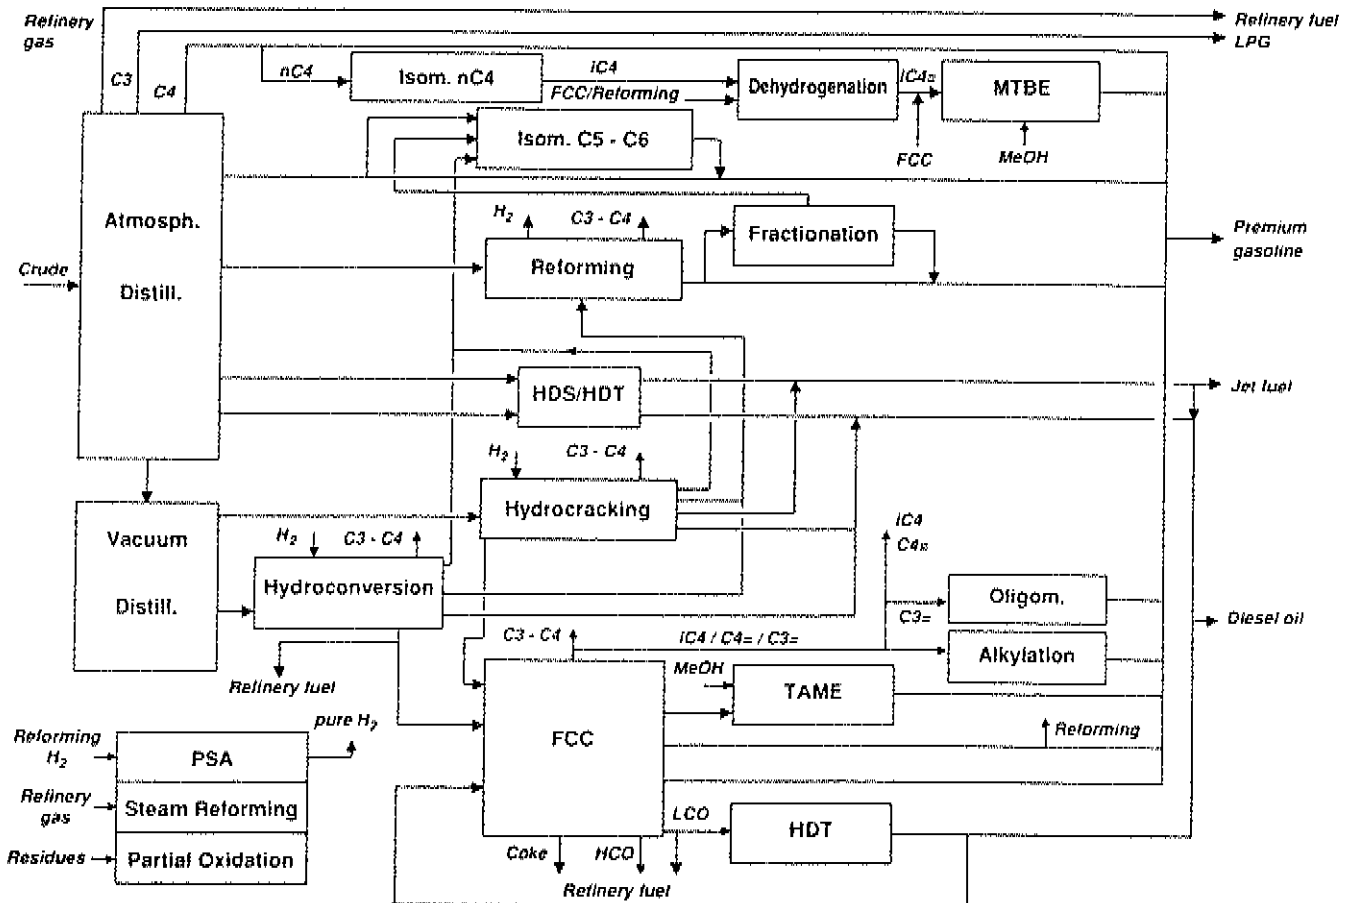 Refinery
gas
Refinery fuel
LPG
C3
C4
nC4
Isom. nC4
iC4
FCC/Reforming
Dehydrogenation
iC4=
MTBE
Isom. C5 - C6
FCC
MeOH
Atmosph.
Distill.
Crude
H2
C3 - C4
Reforming
Fractionation
Premium
gasoline
HDS/HDT
Jet fuel
H2
C3 - C4
Hydrocracking
Vacuum
Distill.
H2
C3 - C4
Hydroconversion
iC4
C4=
Oligom.
C3=
Diesel oil
C3 - C4
iC4 / C4= / C3=
Alkylation
Refinery fuel
MeOH
TAME
FCC
Reforming
Reforming
H2
pure H2
PSA
Refinery
gas
Steam Reforming
Residues
Partial Oxidation
LCO
HDT
Coke
HCO
Refinery fuel